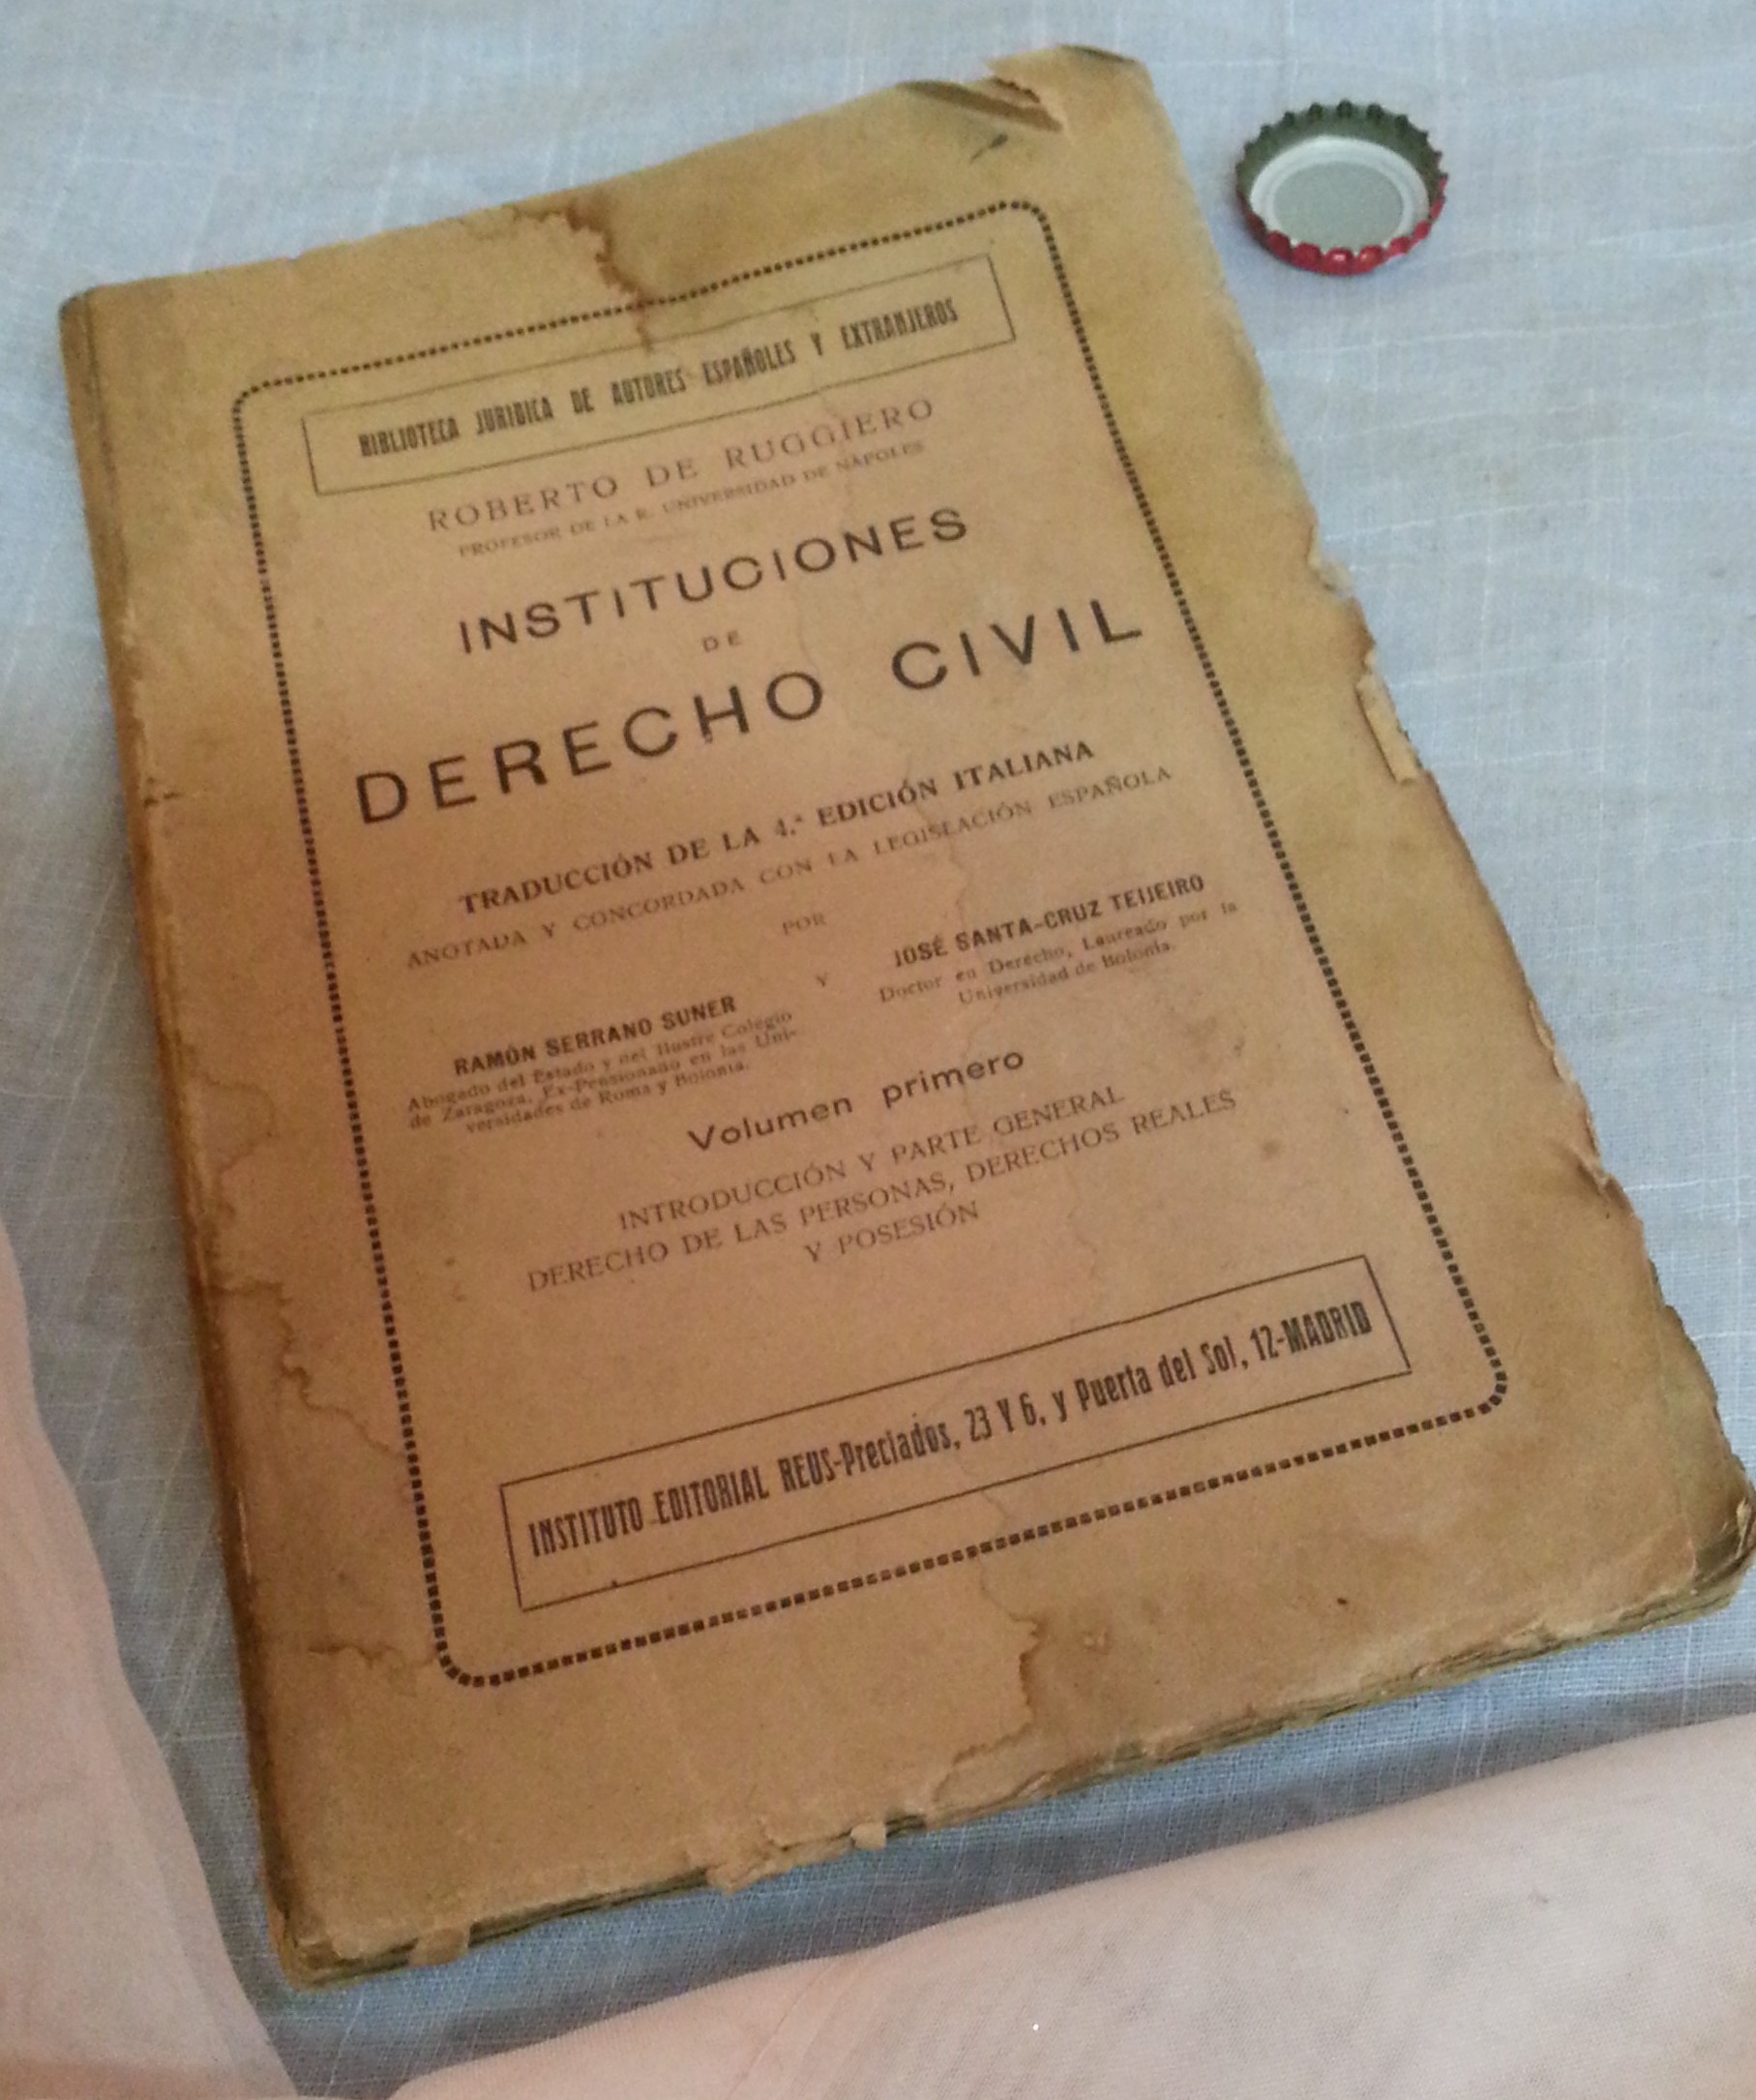 BIBLIOTECA JURIDICA DE AUTORES ESPAÑOLES Y EXTRANJEROS
ROBERTO DE RUGGIERO
PROFESOR DE LA R. UNIVERSIDAD DE NÁPOLES
INSTITUCIONES
DE
DERECHO CIVIL
TRADUCCIÓN DE LA 4.ª EDICIÓN ITALIANA
ANOTADA Y CONCORDADA CON LA LEGISLACIÓN ESPAÑOLA
POR
RAMÓN SERRANO SUÑER
Abogado del Estado y del Ilustre Colegio
de Zaragoza, Ex-Pensionado en las Uni-
versidades de Roma y Bolonia.
Y
JOSÉ SANTA-CRUZ TEIJEIRO
Doctor en Derecho, Laureado por la
Universidad de Bolonia.
Volumen primero
INTRODUCCIÓN Y PARTE GENERAL
DERECHO DE LAS PERSONAS, DERECHOS REALES
Y POSESIÓN
INSTITUTO EDITORIAL REUS-Preciados, 23 Y 6, y Puerta del Sol, 12-MADRID